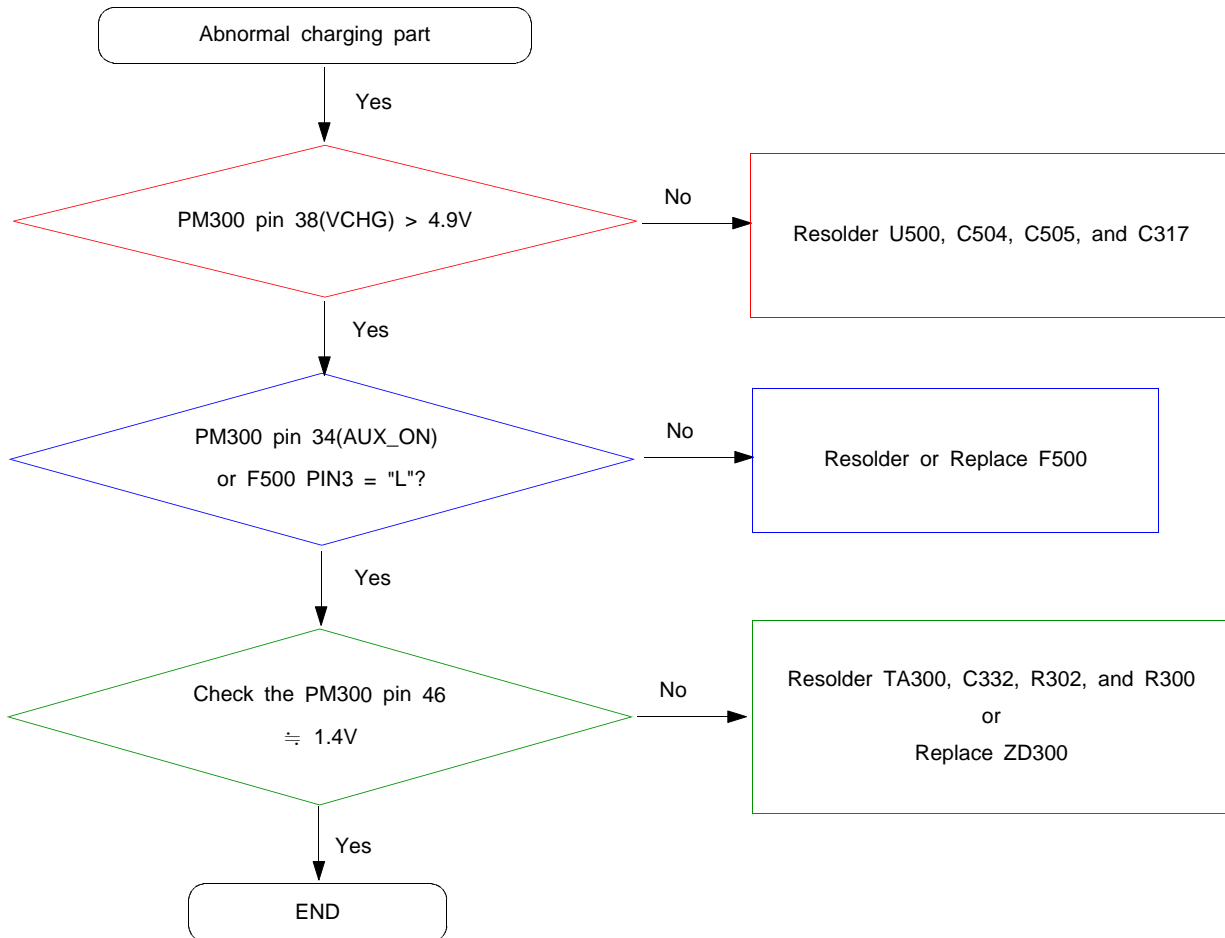 Abnormal charging part
Yes
PM300 pin 38(VCHG) > 4.9V
No
Resolder U500, C504, C505, and C317
Yes
PM300 pin 34(AUX_ON)
or F500 PIN3 = "L"?
No
Resolder or Replace F500
Yes
Check the PM300 pin 46
≒ 1.4V
No
Resolder TA300, C332, R302, and R300
or
Replace ZD300
Yes
END